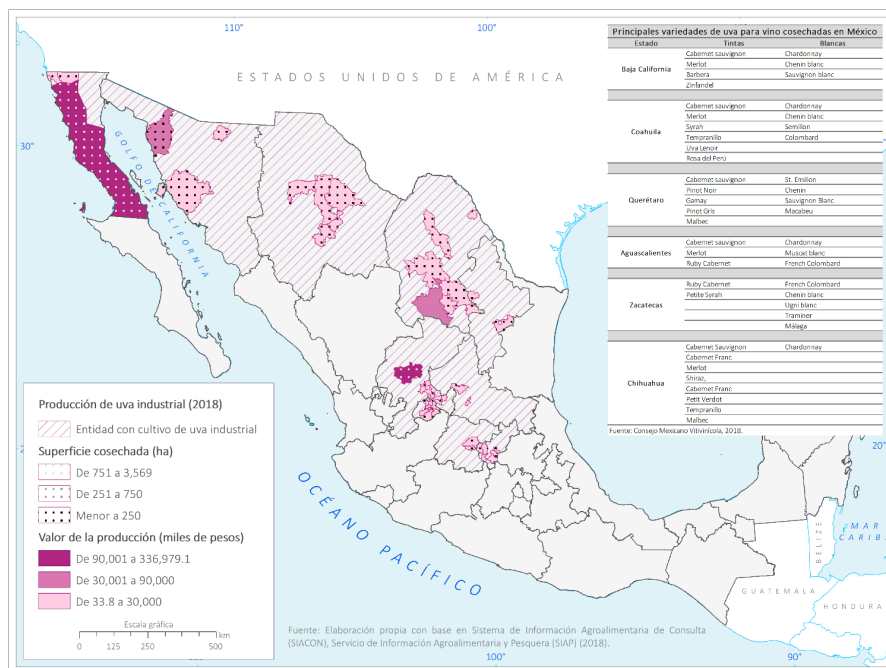 110°
100°
ESTADOS UNIDOS DE AMÉRICA
Principales variedades de uva para vino cosechadas en México
Estado Tintas Blancas
Baja California
Cabernet sauvignon Chardonnay
Merlot Chenin blanc
Barbera Sauvignon blanc
Zinfandel
Coahuila
Cabernet sauvignon Chardonnay
Merlot Chenin blanc
Syrah Semillon
Tempranillo Colombard
Uva Lenoir
Rosa del Perú
Querétaro
Cabernet sauvignon St. Emilion
Pinot Noir Chenin
Gamay Sauvignon Blanc
Pinot Gris Macabeu
Malbec
Aguascalientes
Cabernet sauvignon Chardonnay
Merlot Muscat blanc
Ruby Cabernet French Colombard
Zacatecas
Ruby Cabernet French Colombard
Petite Syrah Chenin blanc
Ugni blanc
Traminer
Málaga
Chihuahua
Cabernet Sauvignon Chardonnay
Cabernet Franc
Merlot
Shiraz,
Cabernet Franc
Petit Verdot
Tempranillo
Malbec
Fuente: Consejo Mexicano Vitivinícola, 2018.
30°
GOLFO DE CALIFORNIA
Producción de uva industrial (2018)
Entidad con cultivo de uva industrial
Superficie cosechada (ha)
De 751 a 3,569
De 251 a 750
Menor a 250
Valor de la producción (miles de pesos)
De 90,001 a 336,979.1
De 30,001 a 90,000
De 33.8 a 30,000
Escala gráfica
0 125 250 500 km
OCÉANO PACÍFICO
20°
MAR
CARIB
BELIZE
GUATEMALA
HONDURA
Fuente: Elaboración propia con base en Sistema de Información Agroalimentaria de Consulta
(SIACON), Servicio de Información Agroalimentaria y Pesquera (SIAP) (2018).
100°
90°